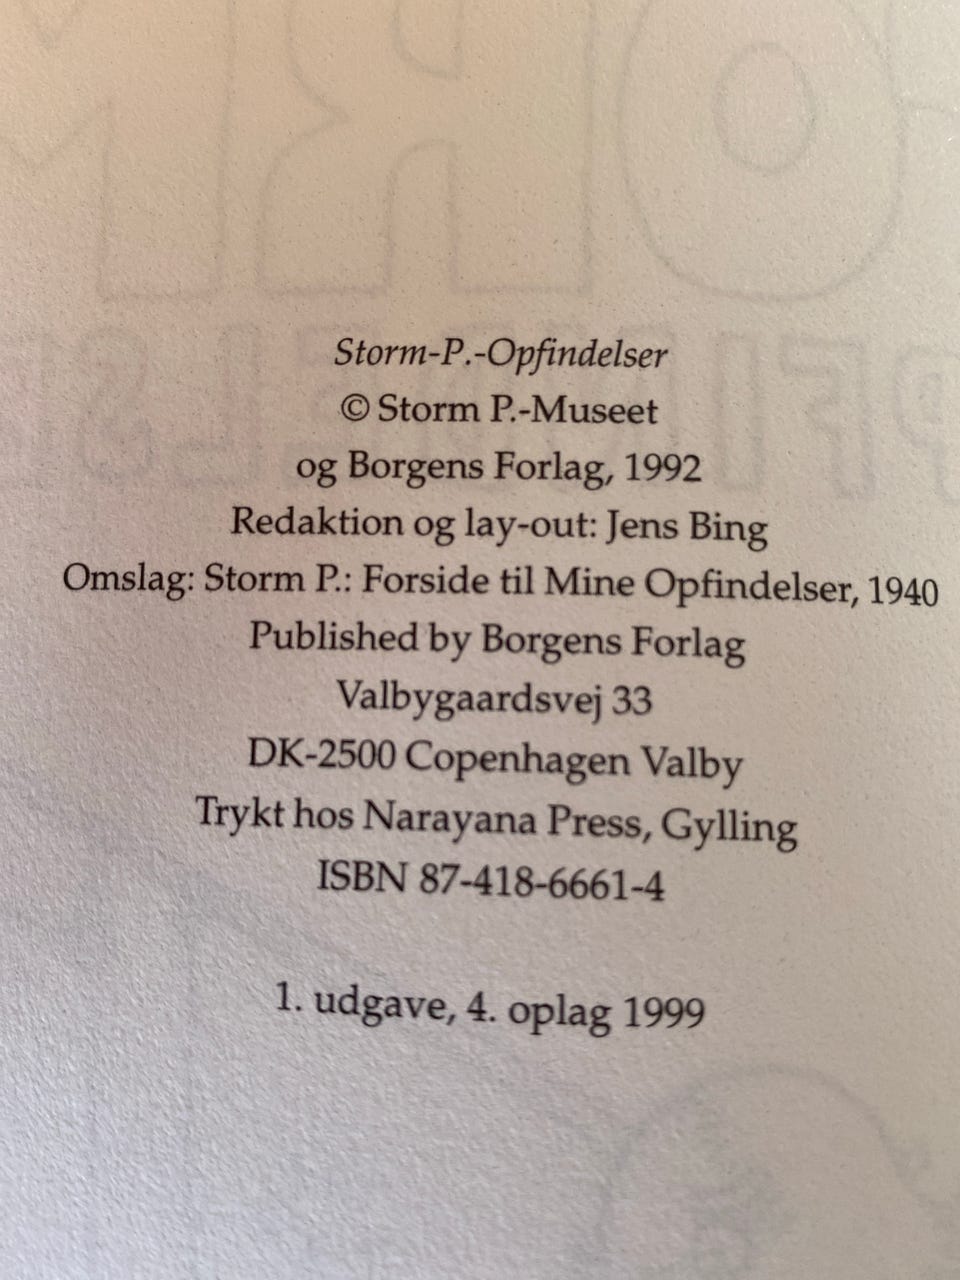 Storm-P.-Opfindelser
© Storm P.-Museet
og Borgens Forlag, 1992
Redaktion og lay-out: Jens Bing
Omslag: Storm P.: Forside til Mine Opfindelser, 1940
Published by Borgens Forlag
Valbygaardsvej 33
DK-2500 Copenhagen Valby
Trykt hos Narayana Press, Gylling
ISBN 87-418-6661-4
1. udgave, 4. oplag 1999